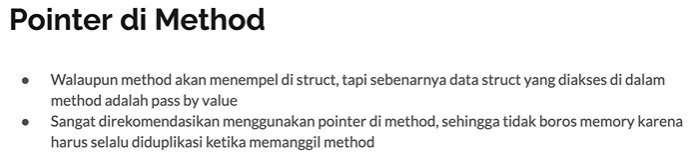 Pointer di Method
● Walaupun method akan menempel di struct, tapi sebenarnya data struct yang diakses di dalam
method adalah pass by value
● Sangat direkomendasikan menggunakan pointer di method, sehingga tidak boros memory karena
harus selalu diduplikasi ketika memanggil method